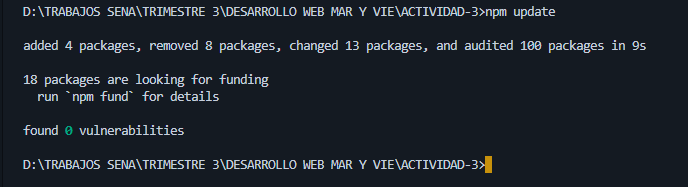 D:\TRABAJOS SENA\TRIMESTRE 3\DESARROLLO WEB MAR Y VIE\ACTIVIDAD-3>npm update
added 4 packages, removed 8 packages, changed 13 packages, and audited 100 packages in 9s
18 packages are looking for funding
  run `npm fund` for details
found 0 vulnerabilities
D:\TRABAJOS SENA\TRIMESTRE 3\DESARROLLO WEB MAR Y VIE\ACTIVIDAD-3>